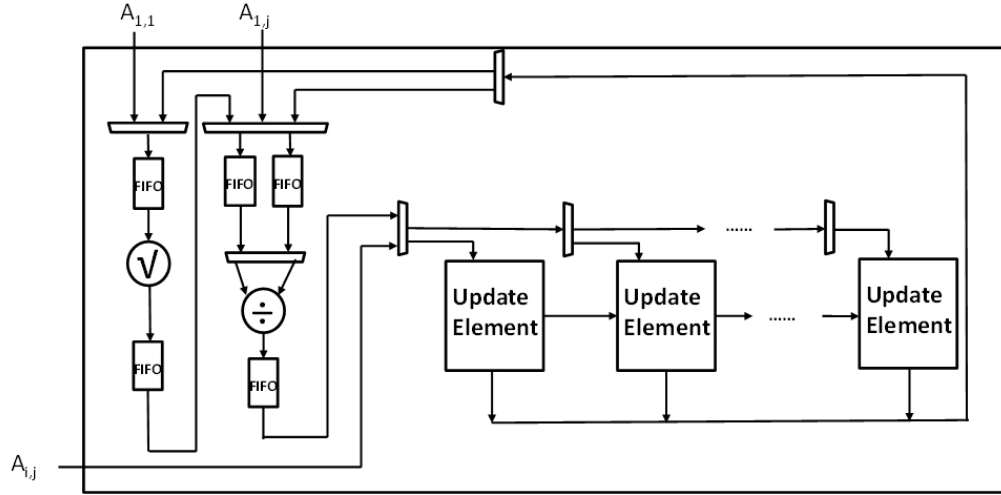 A1,1
A1,j
FIFO
FIFO
FIFO
√
Update
Element
Update
Element
......
Update
Element
......
÷
FIFO
FIFO
Ai,j